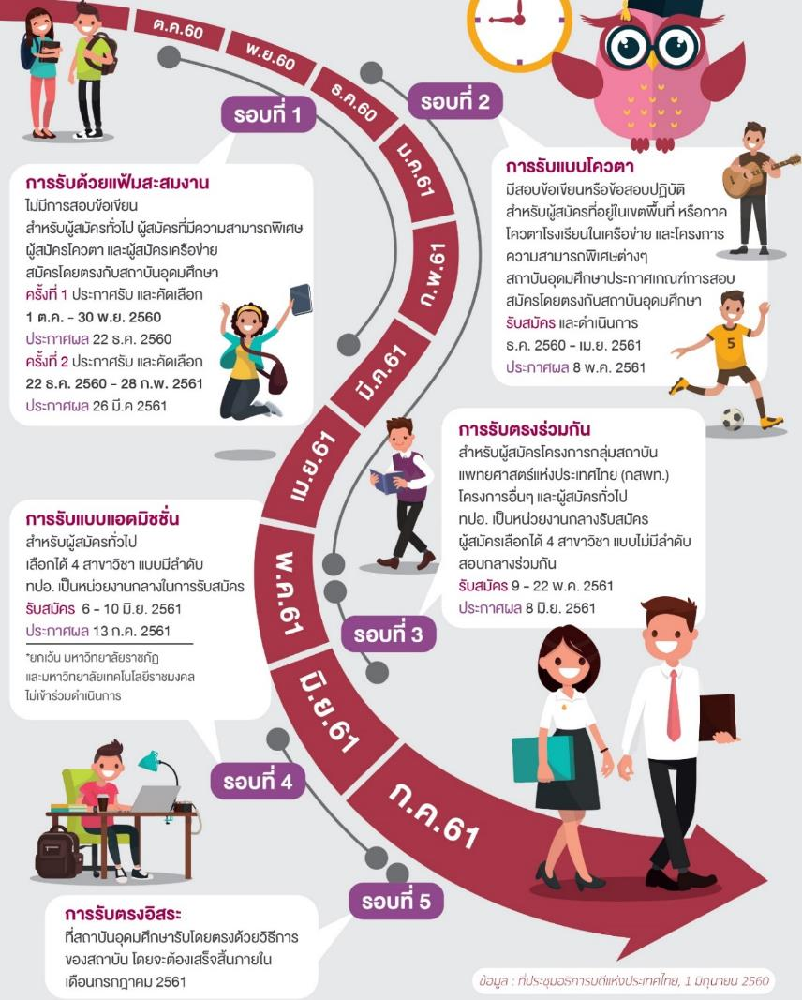 ต.ค.60
พ.ย.60
ธ.ค.60
ม.ค.61
ก.พ.61
มี.ค.61
เม.ย.61
พ.ค.61
มิ.ย.61
ก.ค.61
รอบที่ 1
การรับด้วยแฟ้มสะสมงาน
ไม่มีการสอบข้อเขียน
สำหรับผู้สมัครทั่วไป ผู้สมัครที่มีความสามารถพิเศษ
ผู้สมัครโควตา และผู้สมัครเครือข่าย
สมัครโดยตรงกับสถาบันอุดมศึกษา
ครั้งที่ 1 ประกาศรับ และคัดเลือก
1 ต.ค. - 30 พ.ย. 2560
ประกาศผล 22 ธ.ค. 2560
ครั้งที่ 2 ประกาศรับ และคัดเลือก
22 ธ.ค. 2560 - 28 ก.พ. 2561
ประกาศผล 26 มี.ค 2561
รอบที่ 2
การรับแบบโควตา
มีสอบข้อเขียนหรือข้อสอบปฏิบัติ
สำหรับผู้สมัครที่อยู่ในเขตพื้นที่ หรือภาค
โควตาโรงเรียนในเครือข่าย และโครงการ
ความสามารถพิเศษต่างๆ
สถาบันอุดมศึกษาประกาศเกณฑ์การสอบ
สมัครโดยตรงกับสถาบันอุดมศึกษา
รับสมัคร และดำเนินการ
ธ.ค. 2560 - เม.ย. 2561
ประกาศผล 8 พ.ค. 2561
5
การรับตรงร่วมกัน
สำหรับผู้สมัครโครงการกลุ่มสถาบัน
แพทยศาสตร์แห่งประเทศไทย (กสพท.)
โครงการอื่นๆ และผู้สมัครทั่วไป
ทปอ. เป็นหน่วยงานกลางรับสมัคร
ผู้สมัครเลือกได้ 4 สาขาวิชา แบบไม่มีลำดับ
สอบกลางร่วมกัน
รับสมัคร 9 - 22 พ.ค. 2561
ประกาศผล 8 มิ.ย. 2561
รอบที่ 3
การรับแบบแอดมิชชั่น
สำหรับผู้สมัครทั่วไป
เลือกได้ 4 สาขาวิชา แบบมีลำดับ
ทปอ. เป็นหน่วยงานกลางในการรับสมัคร
รับสมัคร 6 - 10 มิ.ย. 2561
ประกาศผล 13 ก.ค. 2561
*ยกเว้น มหาวิทยาลัยราชภัฏ
และมหาวิทยาลัยเทคโนโลยีราชมงคล
ไม่เข้าร่วมดำเนินการ
รอบที่ 4
รอบที่ 5
การรับตรงอิสระ
ที่สถาบันอุดมศึกษารับโดยตรงด้วยวิธีการ
ของสถาบัน โดยจะต้องเสร็จสิ้นภายใน
เดือนกรกฎาคม 2561
ข้อมูล : ที่ประชุมอธิการบดีแห่งประเทศไทย, 1 มิถุนายน 2560